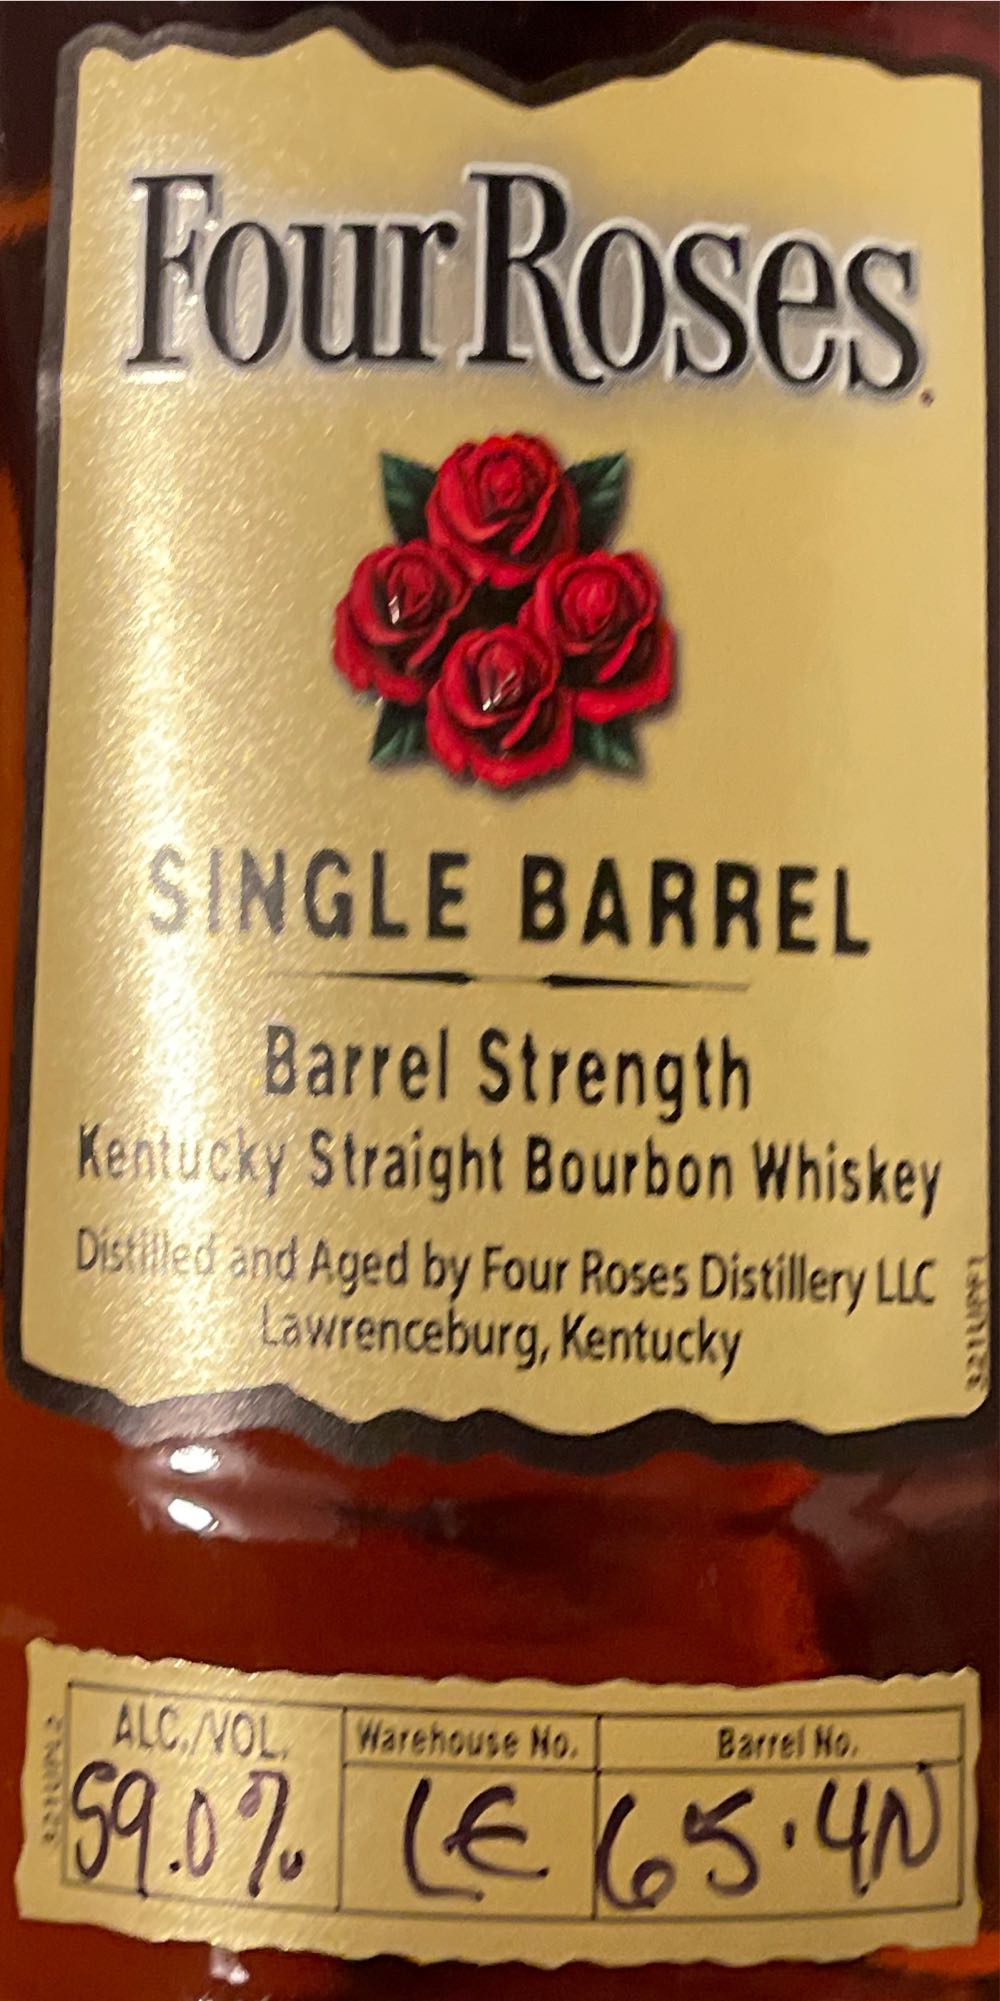 Four Roses
SINGLE BARREL
Barrel Strength
Kentucky Straight Bourbon Whiskey
Distilled and Aged by Four Roses Distillery LLC
Lawrenceburg, Kentucky
ALC./VOL.
Warehouse No.
Barrel No.
59.0%
LE
65.4N